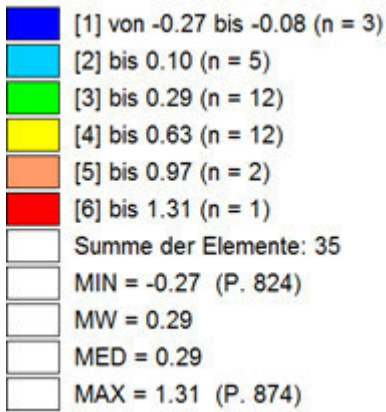 [1] von -0.27 bis -0.08 (n = 3)
[2] bis 0.10 (n = 5)
[3] bis 0.29 (n = 12)
[4] bis 0.63 (n = 12)
[5] bis 0.97 (n = 2)
[6] bis 1.31 (n = 1)
Summe der Elemente: 35
MIN = -0.27 (P. 824)
MW = 0.29
MED = 0.29
MAX = 1.31 (P. 874)